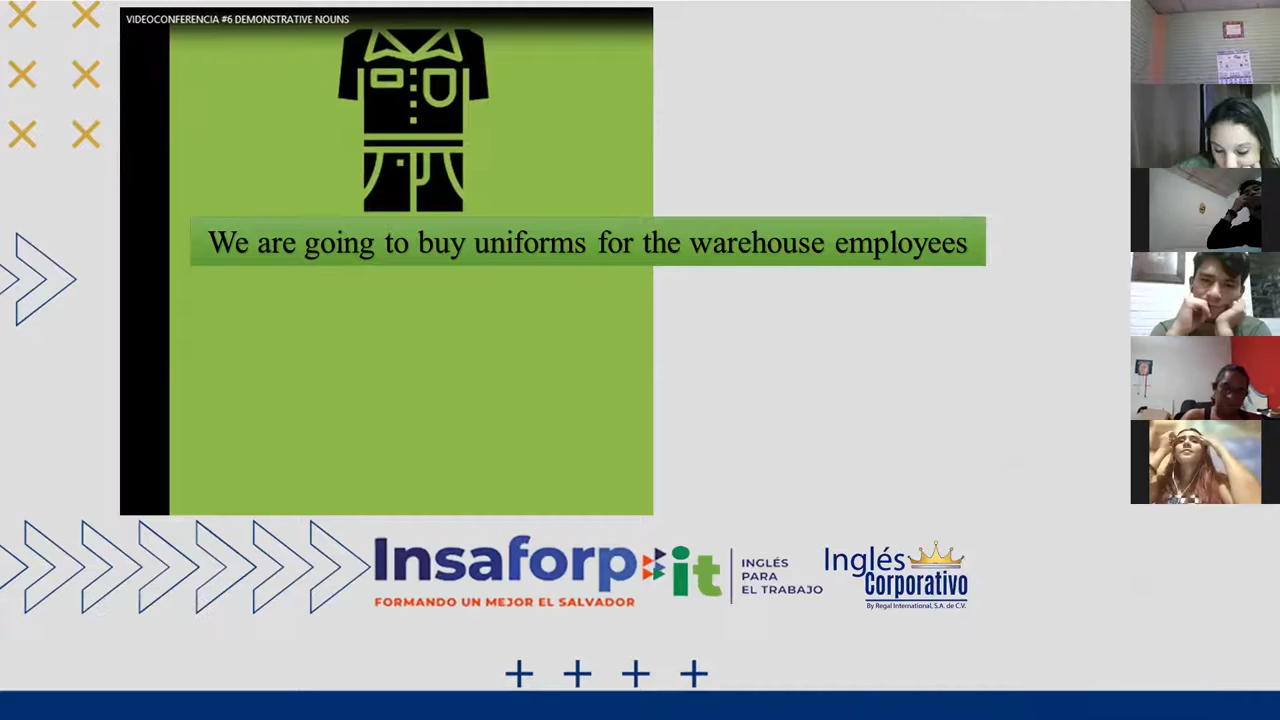 VIDEOCONFERENCIA #6 DEMONSTRATIVE NOUNS
We are going to buy uniforms for the warehouse employees
Insaforp
FORMANDO UN MEJOR EL SALVADOR
it
INGLÉS
PARA
EL TRABAJO
Inglés
Corporativo
By Regal International, S.A. de C.V.